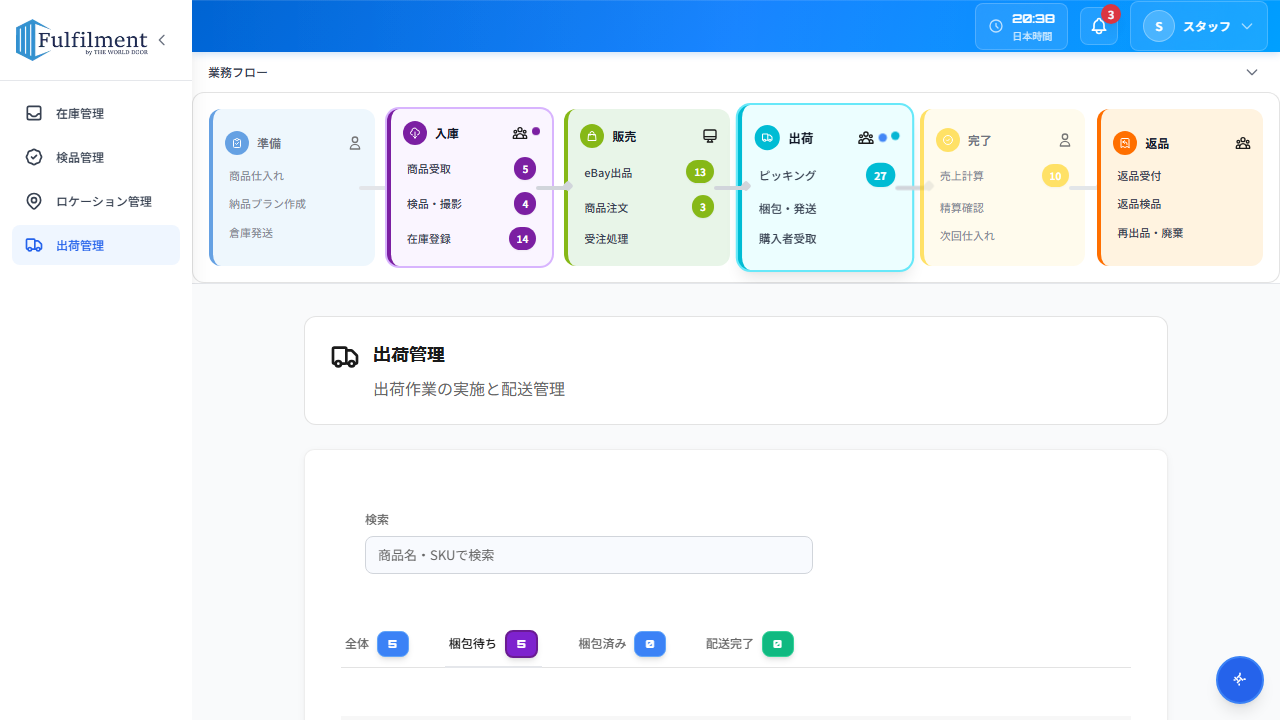 Fulfilment
by THE WORLD DOOR
20:38
日本時間
3
S
スタッフ
業務フロー
在庫管理
検品管理
ロケーション管理
出荷管理
準備
商品仕入れ
納品プラン作成
倉庫発送
入庫
商品受取
5
検品・撮影
4
在庫登録
14
販売
eBay出品
13
商品注文
3
受注処理
出荷
ピッキング
27
梱包・発送
購入者受取
完了
売上計算
10
精算確認
次回仕入れ
返品
返品受付
返品検品
再出品・廃棄
出荷管理
出荷作業の実施と配送管理
検索
商品名・SKUで検索
全体 5 梱包待ち 5 梱包済み 0 配送完了 0